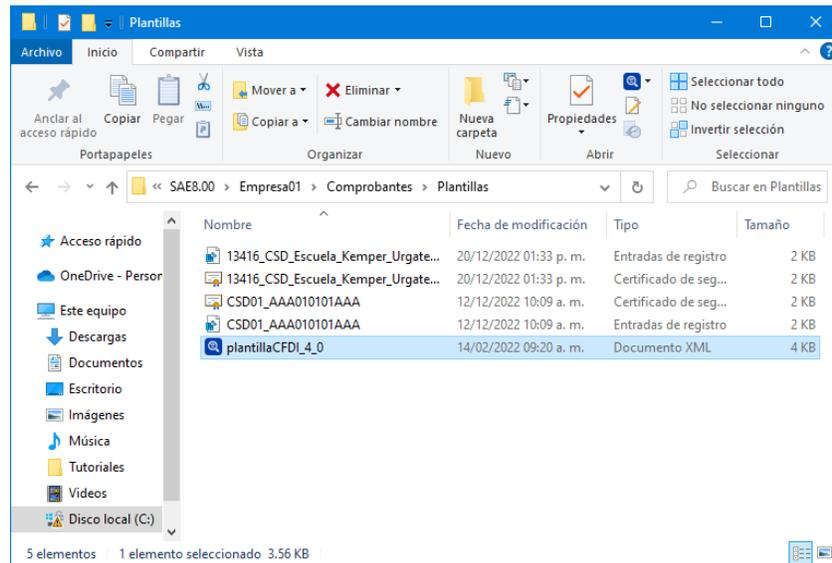 Plantillas
Archivo Inicio Compartir Vista
Anclar al acceso rápido
Copiar
Pegar
Portapapeles
Mover a
Copiar a
Eliminar
Cambiar nombre
Organizar
Nueva carpeta
Nuevo
Propiedades
Abrir
Seleccionar todo
No seleccionar ninguno
Invertir selección
Seleccionar
« SAE8.00 > Empresa01 > Comprobantes > Plantillas
Buscar en Plantillas
Acceso rápido
OneDrive - Person
Este equipo
Descargas
Documentos
Escritorio
Imágenes
Música
Tutoriales
Videos
Disco local (C:)
Nombre Fecha de modificación Tipo Tamaño
13416_CSD_Escuela_Kemper_Urgate... 20/12/2022 01:33 p. m. Entradas de registro 2 KB
13416_CSD_Escuela_Kemper_Urgate... 20/12/2022 01:33 p. m. Certificado de seg... 2 KB
CSD01_AAA010101AAA 12/12/2022 10:09 a. m. Certificado de seg... 2 KB
CSD01_AAA010101AAA 12/12/2022 10:09 a. m. Entradas de registro 2 KB
plantillaCFDI_4_0 14/02/2022 09:20 a. m. Documento XML 4 KB
5 elementos 1 elemento seleccionado 3.56 KB